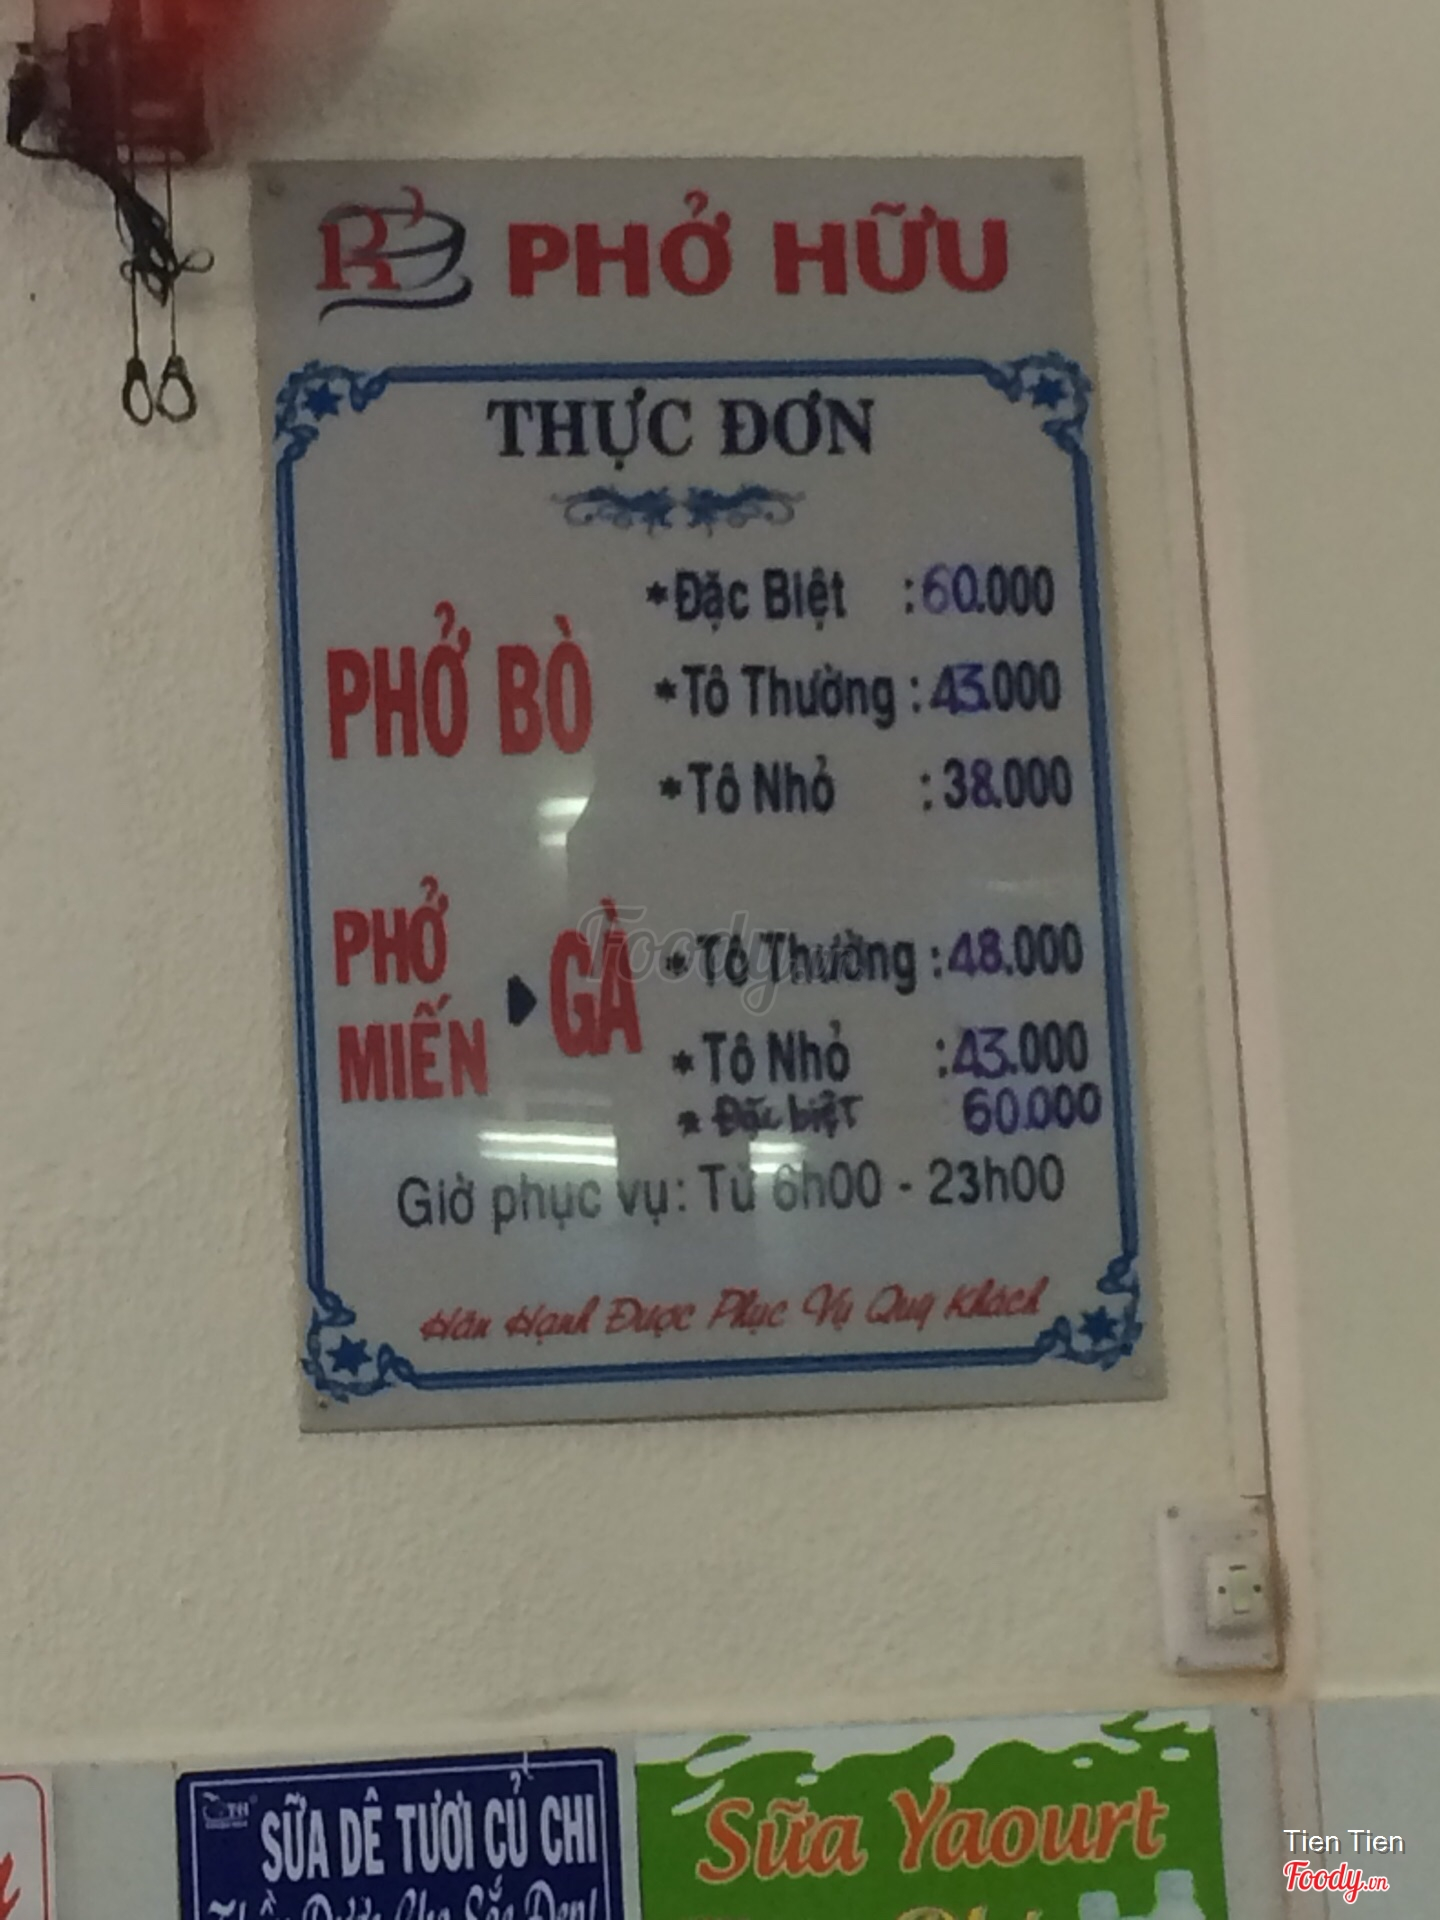 PHỞ HỮU
THỰC ĐƠN
PHỞ BÒ
*Đặc Biệt : 60.000
*Tô Thường : 43.000
*Tô Nhỏ : 38.000
PHỞ
MIẾN
GÀ
*Tô Thường : 48.000
*Tô Nhỏ : 43.000
* Đặc biệt 60.000
Giờ phục vụ: Từ 6h00 - 23h00
Hân Hạnh Được Phục Vụ Quý Khách
Foody.vn
SỮA DÊ TƯƠI CỦ CHI
Sữa Yaourt
Tien Tien
Foody.vn